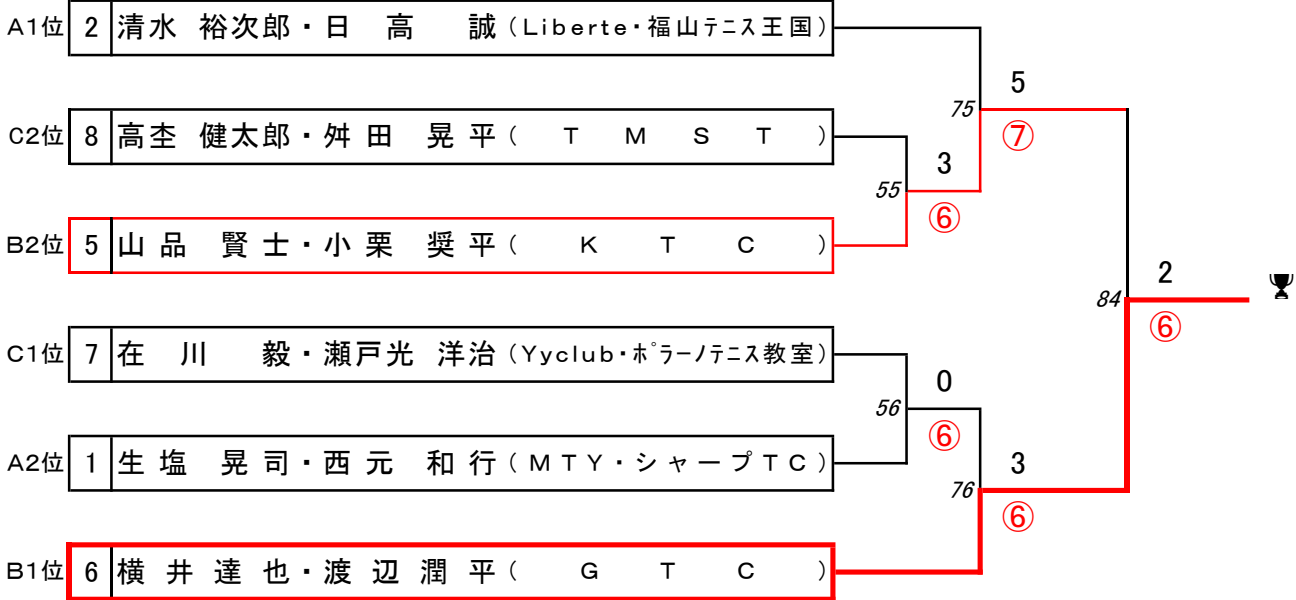 A1位 2 清水 裕次郎・日 高 誠(Liberte・福山テニス王国)
5
75
⑦
C2位 8 高杢 健太郎・舛田 晃平(TMST)
3
55
⑥
B2位 5 山品 賢士・小栗 奨平(KTC)
2
84
⑥
C1位 7 在 川 毅・瀬戸光 洋治(Yyclub・ポラーノテニス教室)
0
56
⑥
A2位 1 生塩 晃司・西元 和行(MTY・シャープTC)
3
76
⑥
B1位 6 横井達也・渡辺潤平(GTC)